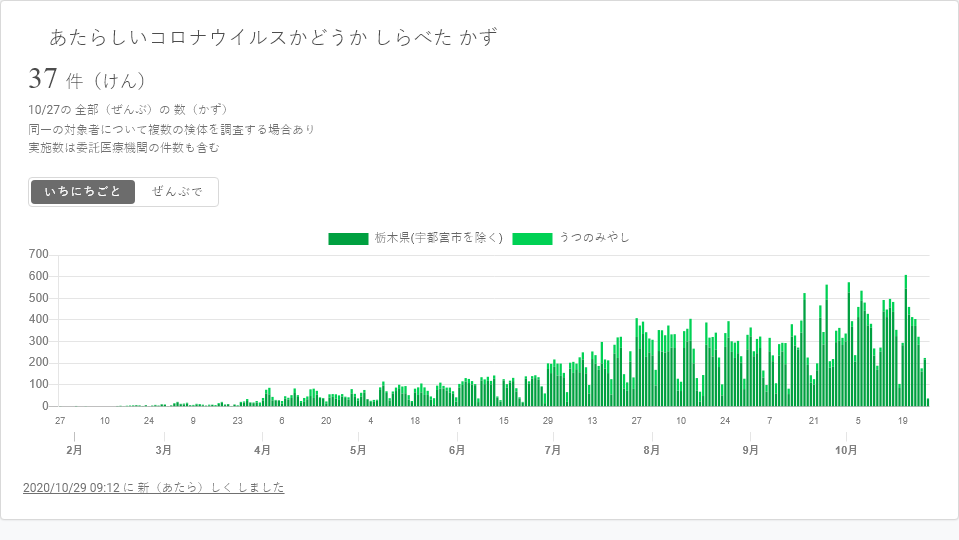 あたらしいコロナウイルスかどうか しらべた かず
37 件（けん）
10/27の 全部（ぜんぶ）の 数（かず）
同一の対象者について複数の検体を調査する場合あり
実施数は委託医療機関の件数も含む
いちにちごと ぜんぶで
栃木県(宇都宮市を除く) うつのみやし
700
600
500
400
300
200
100
0
27 10 24 9 23 6 20 4 18 1 15 29 13 27 10 24 7 21 5 19
2月 3月 4月 5月 6月 7月 8月 9月 10月
2020/10/29 09:12 に 新（あたら）しく しました